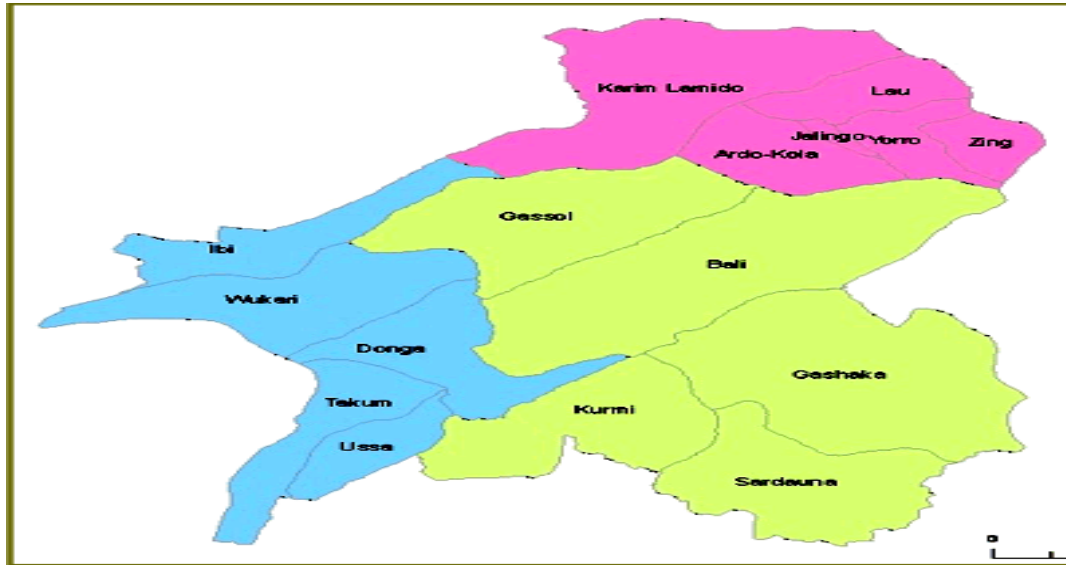 Karim Lamido
Lau
Jalingo
Yorro
Zing
Ardo-Kola
Gassol
Ibi
Bali
Wukari
Donga
Gashaka
Takum
Kurmi
Ussa
Sardauna
0